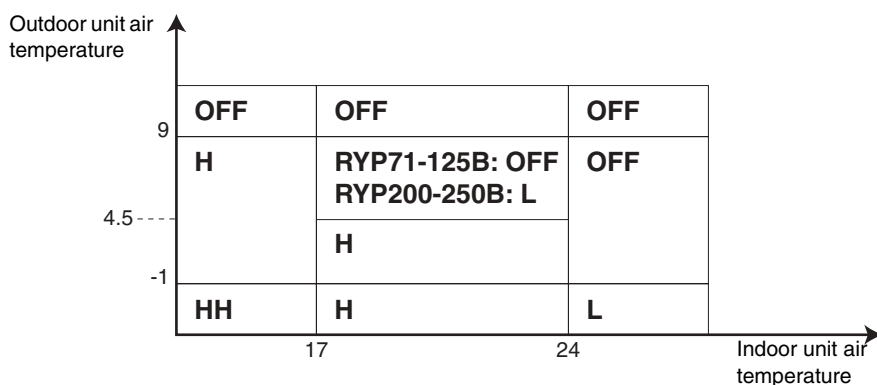 Outdoor unit air
temperature
OFF OFF OFF
9
H RYP71-125B: OFF OFF
RYP200-250B: L
4.5
H
-1
HH H L
17 24
Indoor unit air
temperature